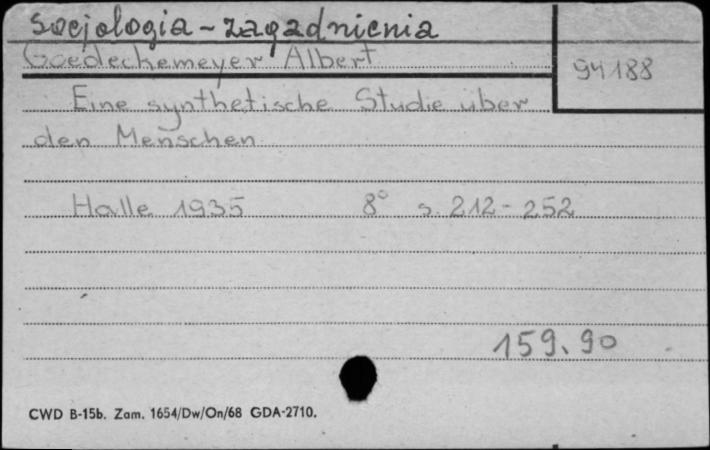 Socjologia - zagadnienia
Goedeckemeyer Albert
94188
Eine synthetische Studie über
den Menschen
Halle 1935 8° s. 212-252
159.90
CWD B-15b. Zam. 1654/Dw/On/68 GDA-2710.